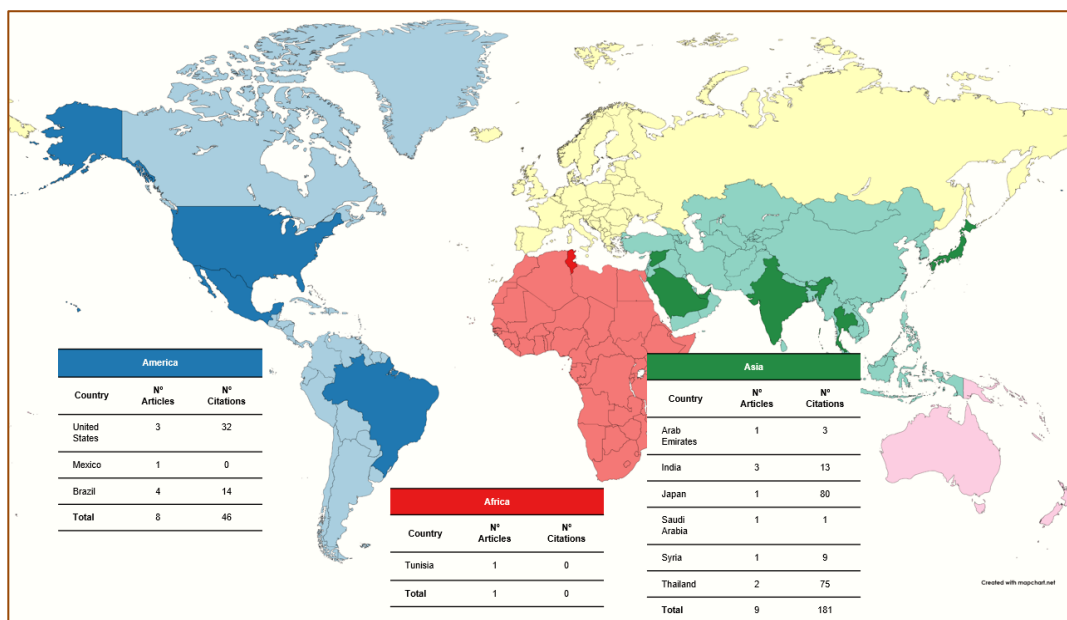 America
Country Nº Articles Nº Citations
United States 3 32
Mexico 1 0
Brazil 4 14
Total 8 46
Africa
Country Nº Articles Nº Citations
Tunisia 1 0
Total 1 0
Asia
Country Nº Articles Nº Citations
Arab Emirates 1 3
India 3 13
Japan 1 80
Saudi Arabia 1 1
Syria 1 9
Thailand 2 75
Total 9 181
Created with mapchart.net